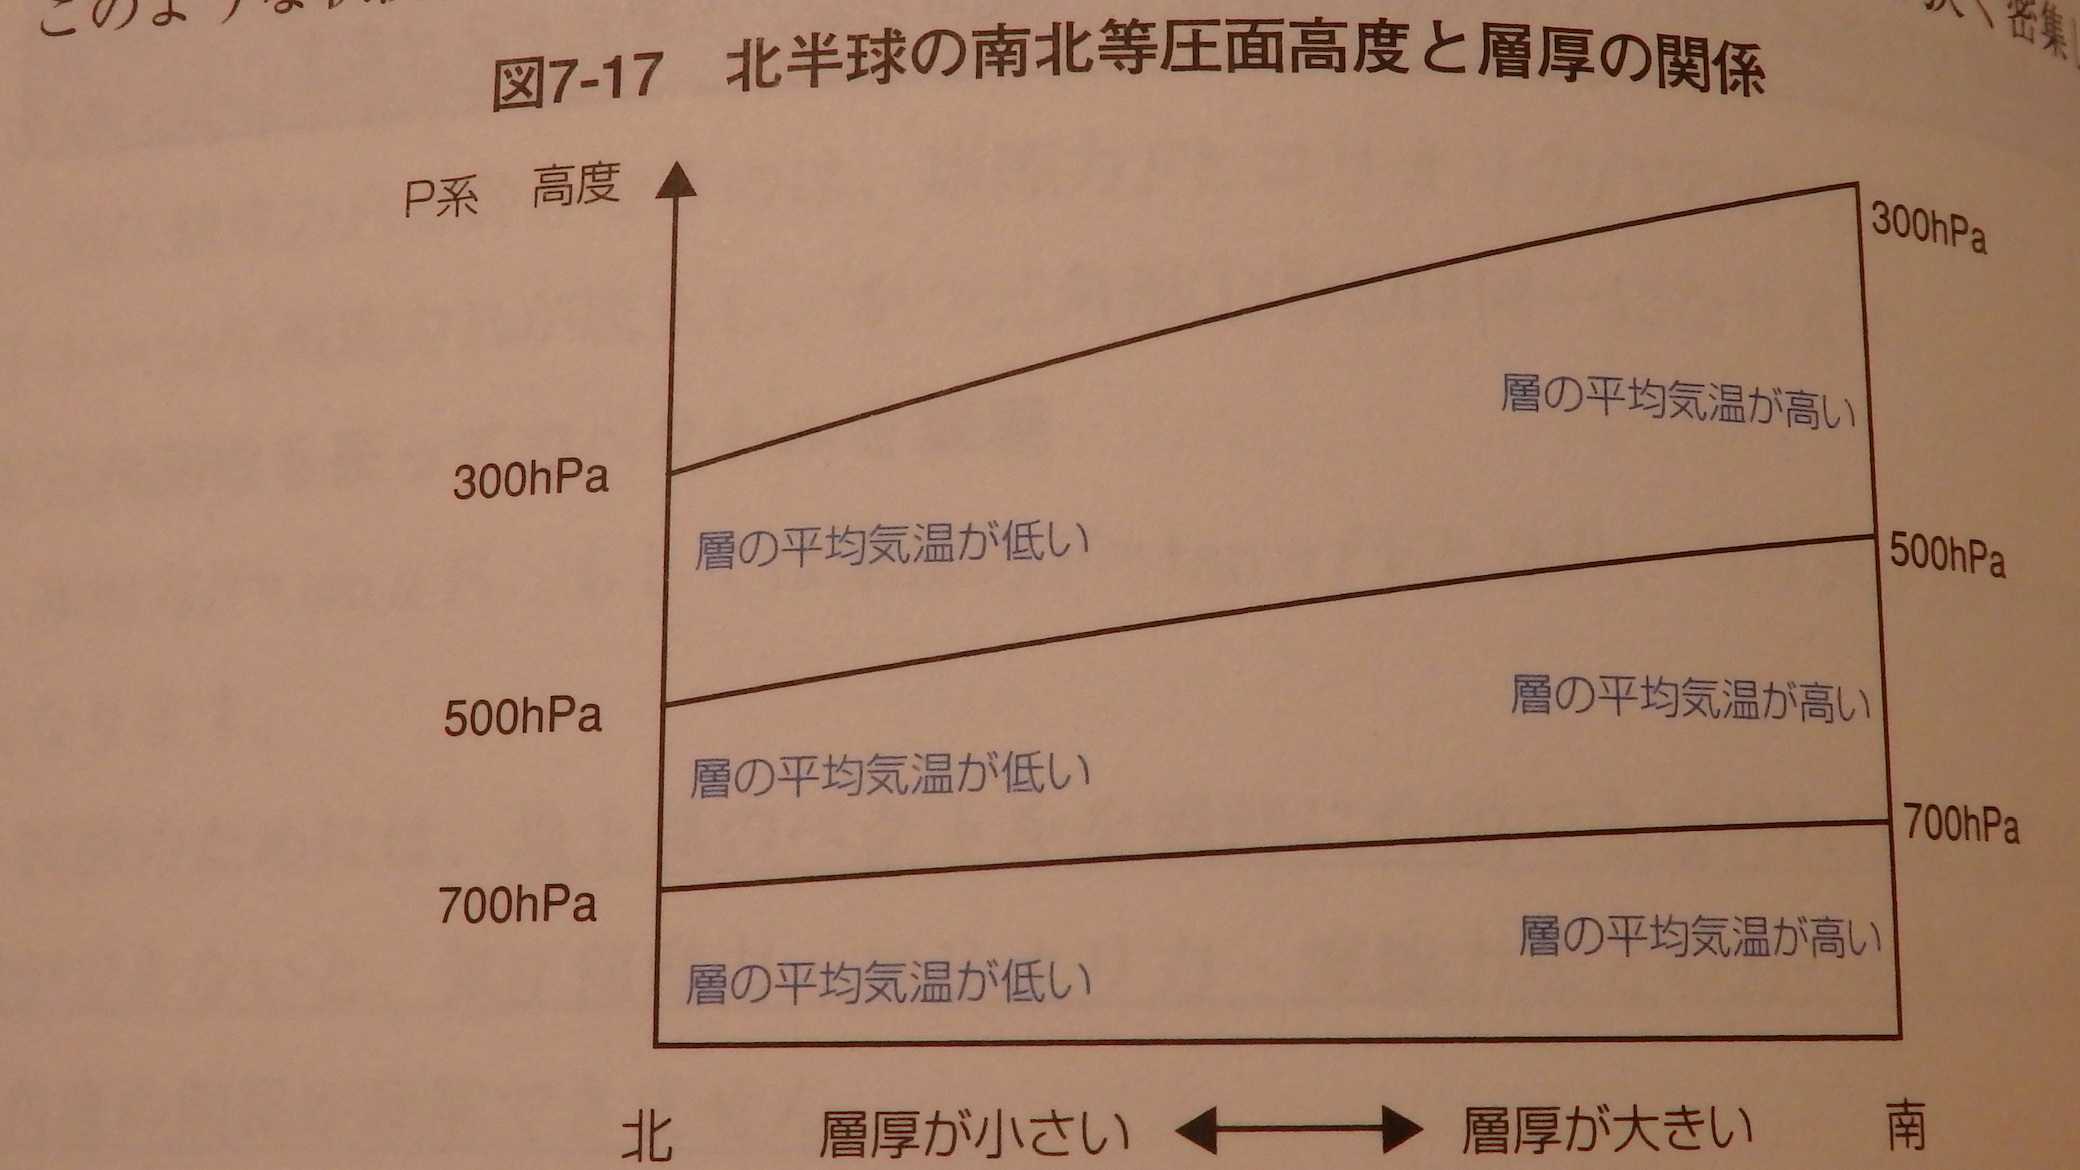 このような
く密集
図7-17 北半球の南北等圧面高度と層厚の関係
P系 高度
300hPa
層の平均気温が高い
300hPa
層の平均気温が低い
500hPa
層の平均気温が高い
500hPa
層の平均気温が低い
700hPa
700hPa
層の平均気温が高い
層の平均気温が低い
北 層厚が小さい 層厚が大きい 南